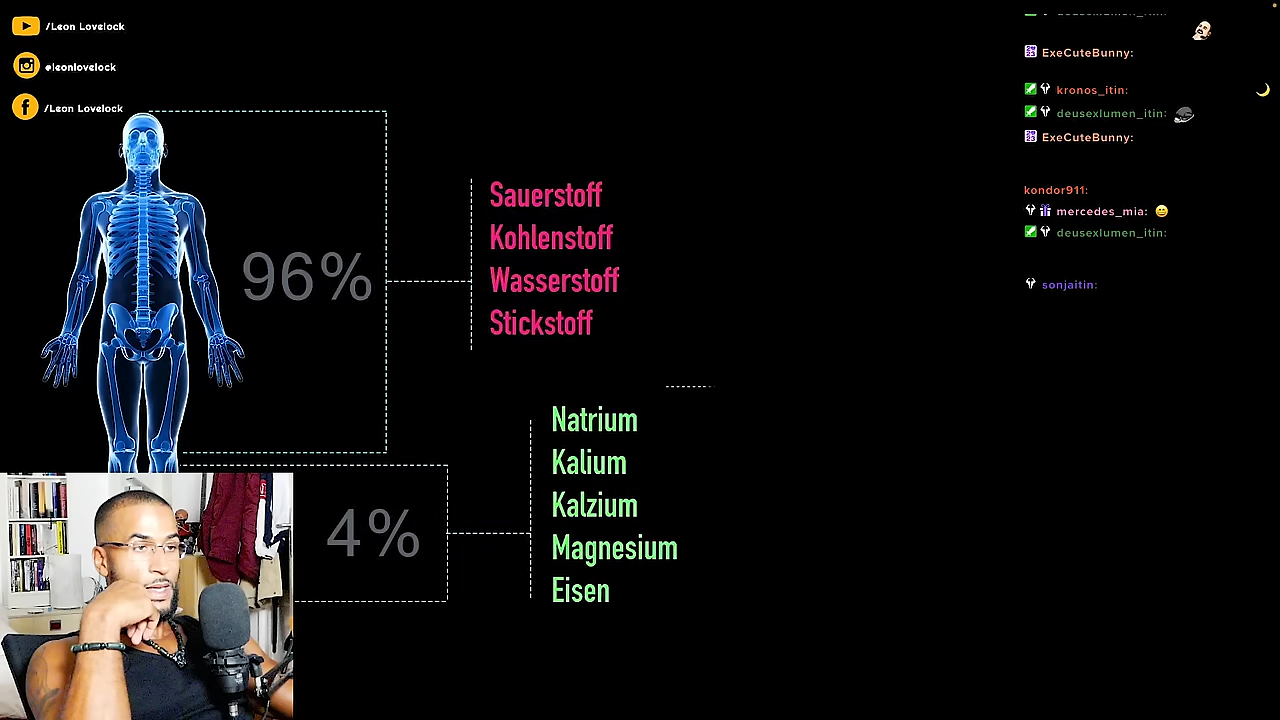 /Leon Lovelock
@leonlovelock
/Leon Lovelock
96%
Sauerstoff
Kohlenstoff
Wasserstoff
Stickstoff
4%
Natrium
Kalium
Kalzium
Magnesium
Eisen
ExeCuteBunny:
kronos_itin:
deusexlumen_itin:
ExeCuteBunny:
kondor911:
mercedes_mia:
deusexlumen_itin:
sonjaitin: